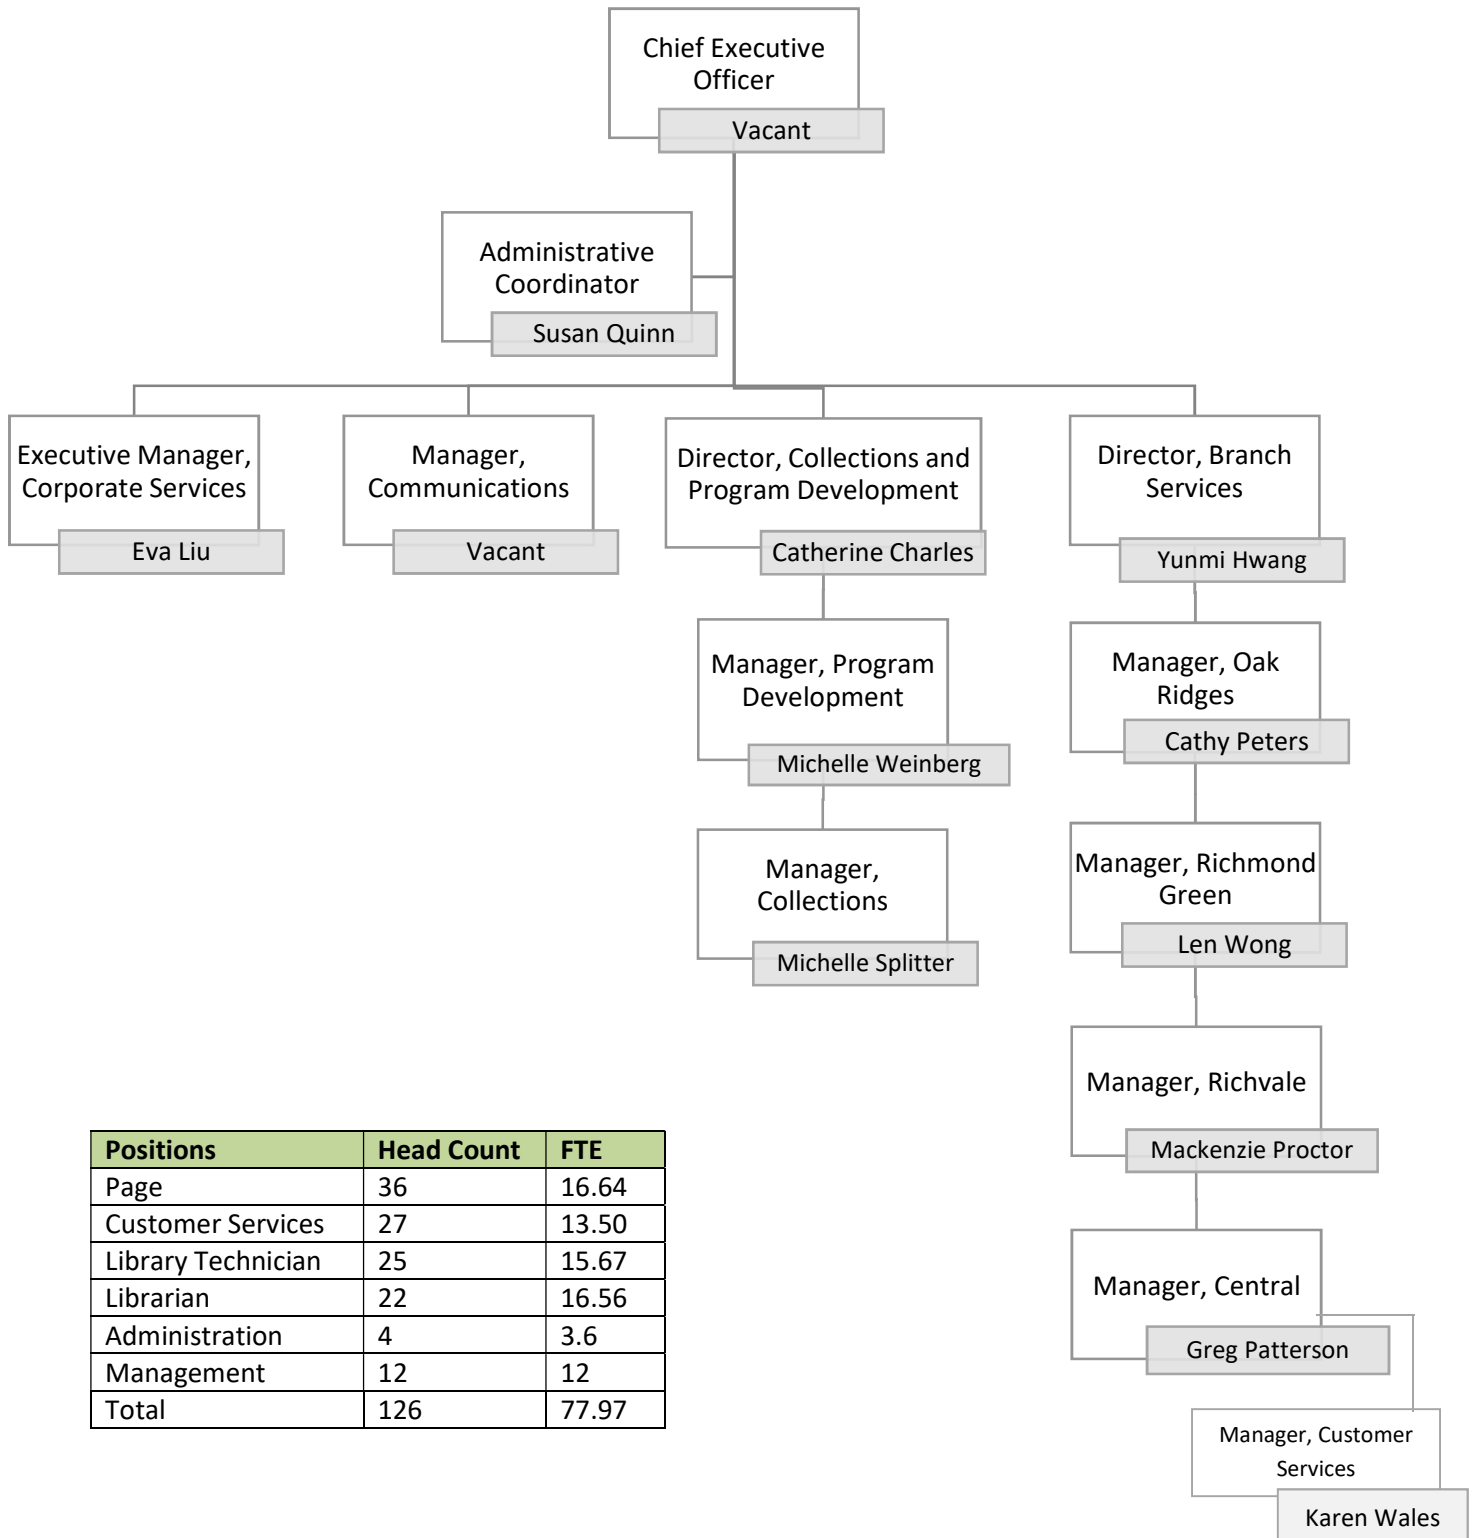 Chief Executive
Officer
Vacant
Administrative
Coordinator
Susan Quinn
Executive Manager,
Corporate Services
Eva Liu
Manager,
Communications
Vacant
Director, Collections and
Program Development
Catherine Charles
Director, Branch
Services
Yunmi Hwang
Manager, Program
Development
Michelle Weinberg
Manager,
Collections
Michelle Splitter
Manager, Oak
Ridges
Cathy Peters
Manager, Richmond
Green
Len Wong
Manager, Richvale
Mackenzie Proctor
Manager, Central
Greg Patterson
Manager, Customer
Services
Karen Wales
Positions Head Count FTE
Page 36 16.64
Customer Services 27 13.50
Library Technician 25 15.67
Librarian 22 16.56
Administration 4 3.6
Management 12 12
Total 126 77.97